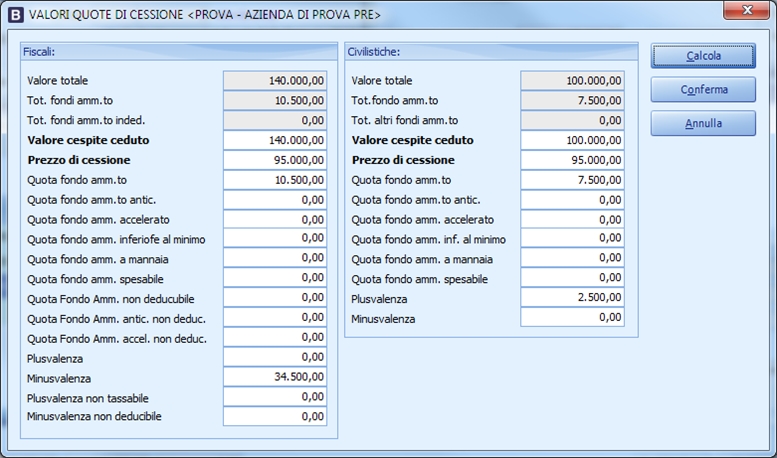 B VALORI QUOTE DI CESSIONE <PROVA - AZIENDA DI PROVA PRE>
Fiscali:
Valore totale 140.000,00
Tot. fondi amm.to 10.500,00
Tot. fondi amm.to inded. 0,00
Valore cespite ceduto 140.000,00
Prezzo di cessione 95.000,00
Quota fondo amm.to 10.500,00
Quota fondo amm.to antic. 0,00
Quota fondo amm. accelerato 0,00
Quota fondo amm. inferiofe al minimo 0,00
Quota fondo amm. a mannaia 0,00
Quota fondo amm. spesabile 0,00
Quota Fondo Amm. non deducubile 0,00
Quota Fondo Amm. antic. non deduc. 0,00
Quota Fondo Amm. accel. non deduc. 0,00
Plusvalenza 0,00
Minusvalenza 34.500,00
Plusvalenza non tassabile 0,00
Minusvalenza non deducibile 0,00
Civilistiche:
Valore totale 100.000,00
Tot.fondo amm.to 7.500,00
Tot. altri fondi amm.to 0,00
Valore cespite ceduto 100.000,00
Prezzo di cessione 95.000,00
Quota fondo amm.to 7.500,00
Quota fondo amm.to antic. 0,00
Quota fondo amm. accelerato 0,00
Quota fondo amm. inf. al minimo 0,00
Quota fondo amm. a mannaia 0,00
Quota fondo amm. spesabile 0,00
Plusvalenza 2.500,00
Minusvalenza 0,00
Calcola
Conferma
Annulla